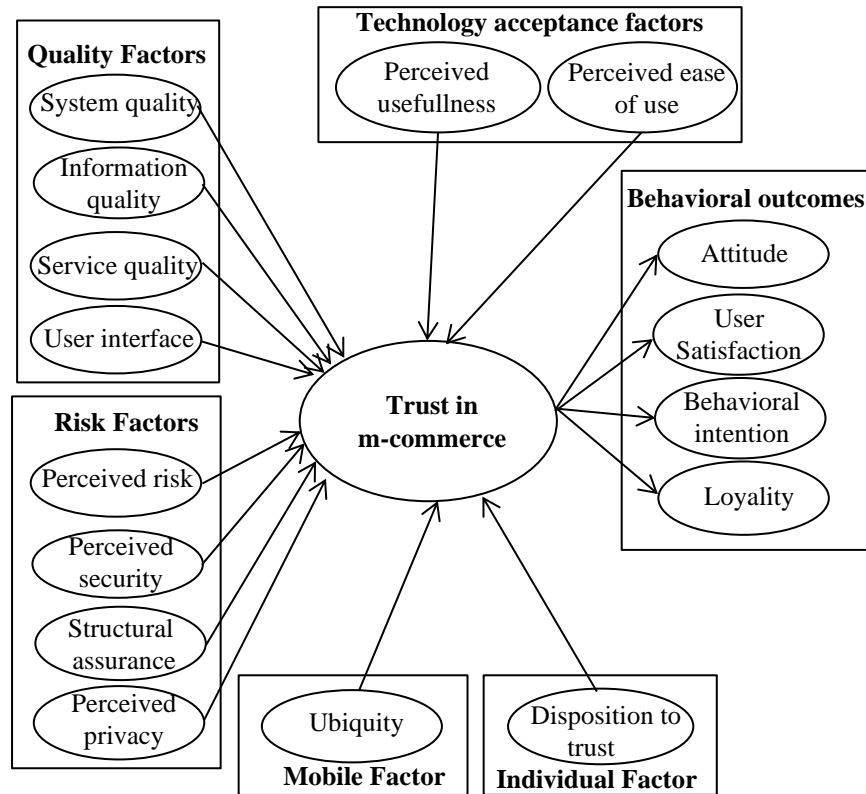 Quality Factors
System quality
Information
quality
Service quality
User interface
Technology acceptance factors
Perceived
usefullness
Perceived ease
of use
Behavioral outcomes
Attitude
User
Satisfaction
Behavioral
intention
Loyality
Trust in
m-commerce
Risk Factors
Perceived risk
Perceived
security
Structural
assurance
Perceived
privacy
Ubiquity
Mobile Factor
Disposition to
trust
Individual Factor